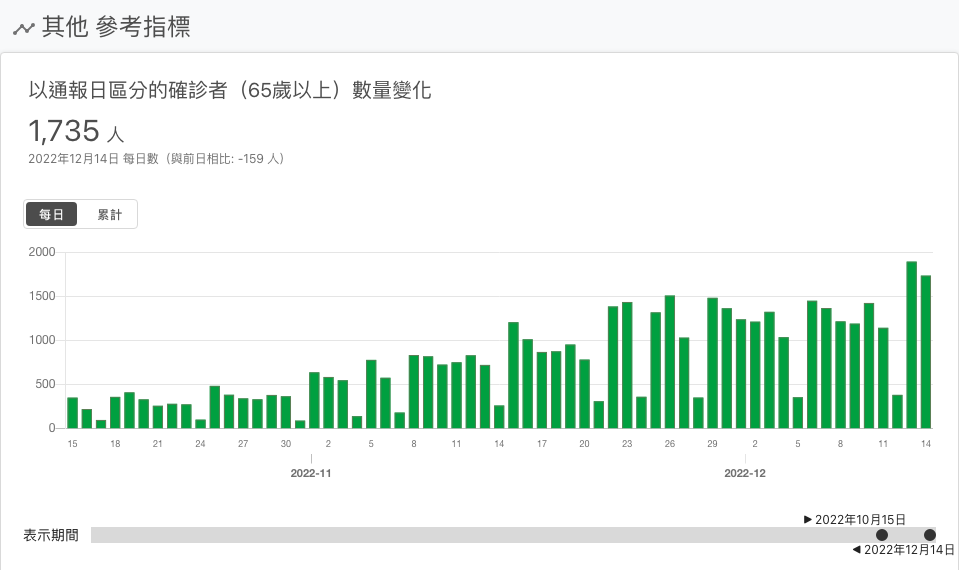 其他 參考指標
以通報日區分的確診者（65歲以上）數量變化
1,735 人
2022年12月14日 每日數（與前日相比: -159 人）
每日 累計
2000
1500
1000
500
0
15 18 21 24 27 30 2 5 8 11 14 17 20 23 26 29 2 5 8 11 14
2022-11 2022-12
▶ 2022年10月15日
表示期間
◀ 2022年12月14日